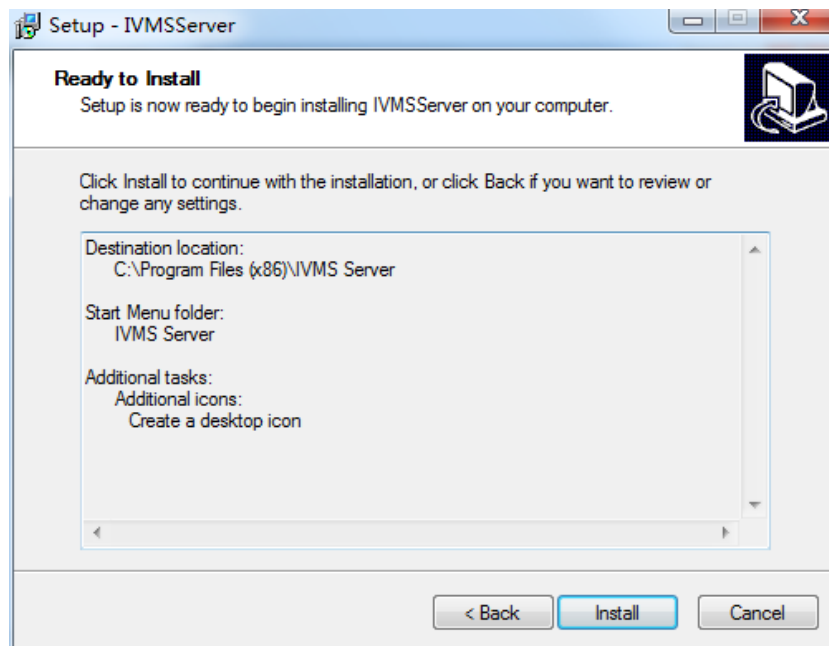 Setup - IVMSServer
Ready to Install
Setup is now ready to begin installing IVMSServer on your computer.
Click Install to continue with the installation, or click Back if you want to review or
change any settings.
Destination location:
C:\Program Files (x86)\IVMS Server
Start Menu folder:
IVMS Server
Additional tasks:
Additional icons:
Create a desktop icon
< Back
Install
Cancel